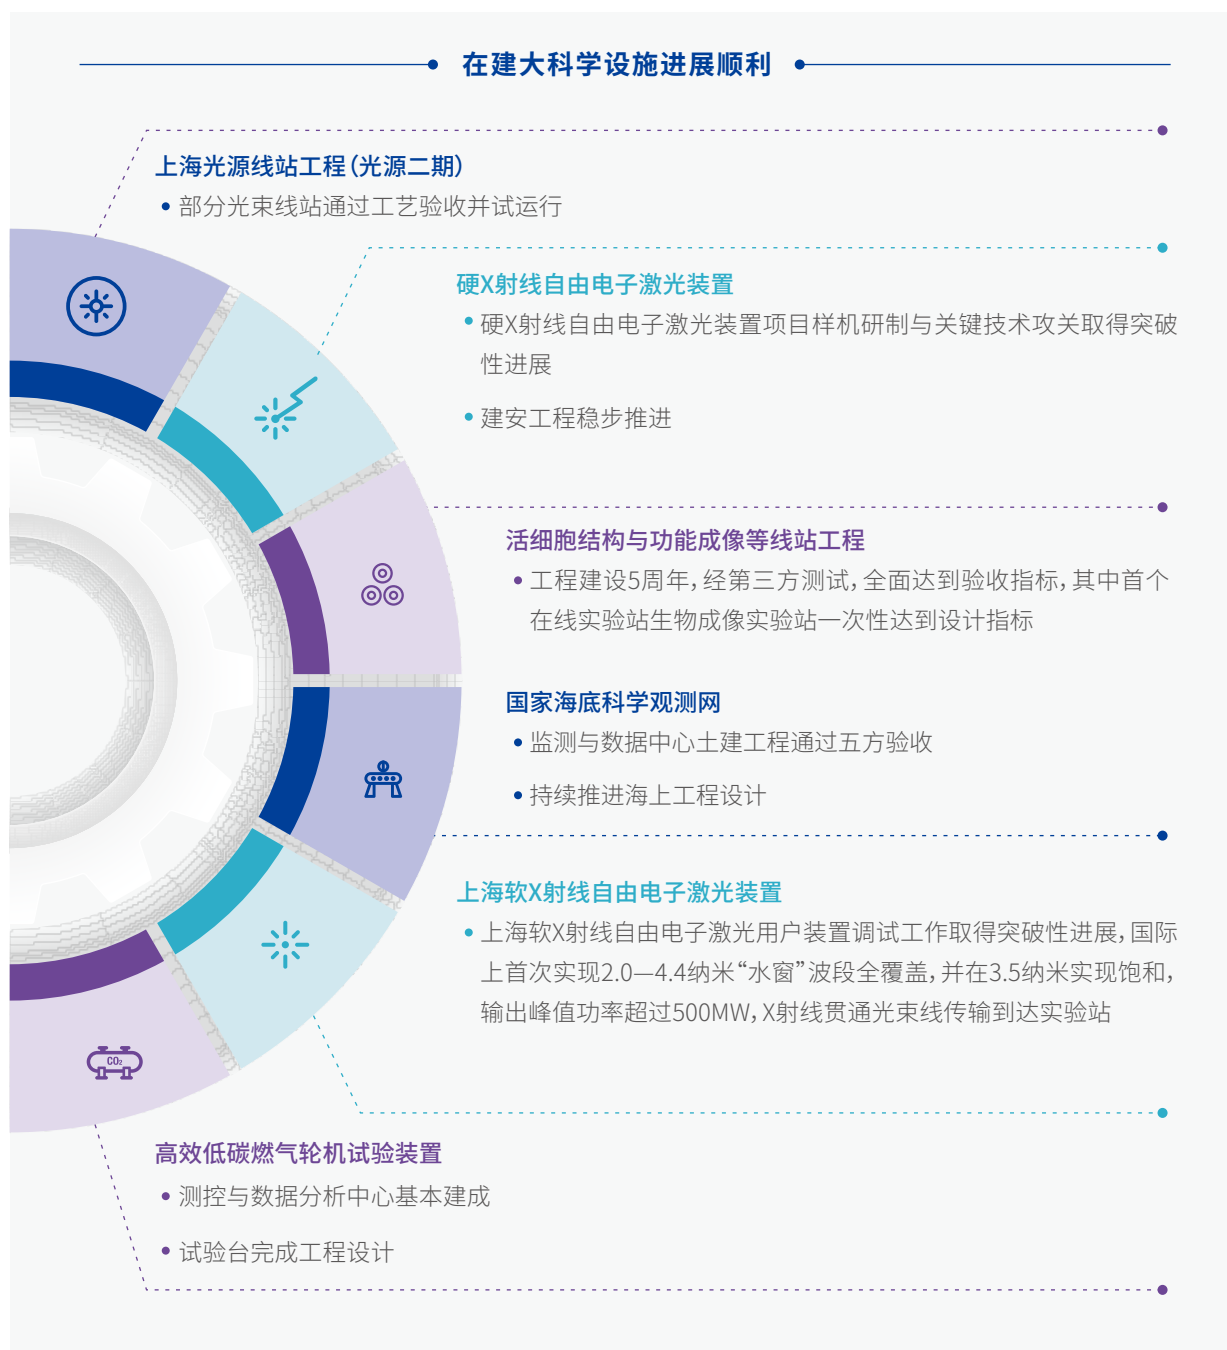 在建大科学设施进展顺利
上海光源线站工程（光源二期）
部分光束线站通过工艺验收并试运行
硬X射线自由电子激光装置
硬X射线自由电子激光装置项目样机研制与关键技术攻关取得突破
性进展
建安工程稳步推进
活细胞结构与功能成像等线站工程
工程建设5周年，经第三方测试，全面达到验收指标，其中首个
在线实验站生物成像实验站一次性达到设计指标
国家海底科学观测网
监测与数据中心土建工程通过五方验收
持续推进海上工程设计
上海软X射线自由电子激光装置
上海软X射线自由电子激光用户装置调试工作取得突破性进展，国际
上首次实现2.0—4.4纳米“水窗”波段全覆盖，并在3.5纳米实现饱和，
输出峰值功率超过500MW，X射线贯通光束线传输到达实验站
CO₂
高效低碳燃气轮机试验装置
测控与数据分析中心基本建成
试验台完成工程设计